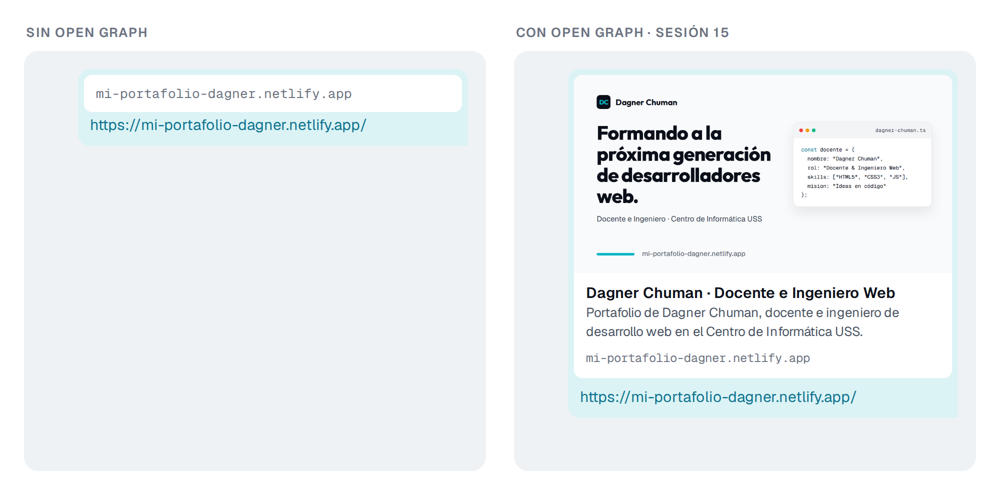 SIN OPEN GRAPH
mi-portafolio-dagner.netlify.app
https://mi-portafolio-dagner.netlify.app/
CON OPEN GRAPH · SESIÓN 15
DC Dagner Chuman
Formando a la
próxima generación
de desarrolladores
web.
Docente e Ingeniero · Centro de Informática USS
mi-portafolio-dagner.netlify.app
dagner-chuman.ts
const docente = {
nombre: "Dagner Chuman",
rol: "Docente & Ingeniero Web",
skills: ["HTML5", "CSS3", "JS"],
mision: "Ideas en código"
};
Dagner Chuman · Docente e Ingeniero Web
Portafolio de Dagner Chuman, docente e ingeniero de
desarrollo web en el Centro de Informática USS.
mi-portafolio-dagner.netlify.app
https://mi-portafolio-dagner.netlify.app/